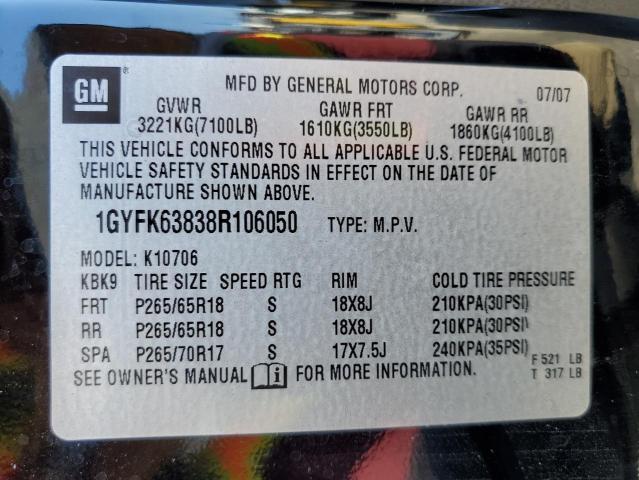 GM ® MFD BY GENERAL MOTORS CORP. 07/07
GVWR GAWR FRT GAWR RR
3221KG(7100LB) 1610KG(3550LB) 1860KG(4100LB)
THIS VEHICLE CONFORMS TO ALL APPLICABLE U.S. FEDERAL MOTOR
VEHICLE SAFETY STANDARDS IN EFFECT ON THE DATE OF
MANUFACTURE SHOWN ABOVE.
1GYFK63838R106050 TYPE: M.P.V.
MODEL: K10706
KBK9 TIRE SIZE SPEED RTG RIM COLD TIRE PRESSURE
FRT P265/65R18 S 18X8J 210KPA(30PSI)
RR P265/65R18 S 18X8J 210KPA(30PSI)
SPA P265/70R17 S 17X7.5J 240KPA(35PSI) F 521 LB
SEE OWNER'S MANUAL i FOR MORE INFORMATION. T 317 LB